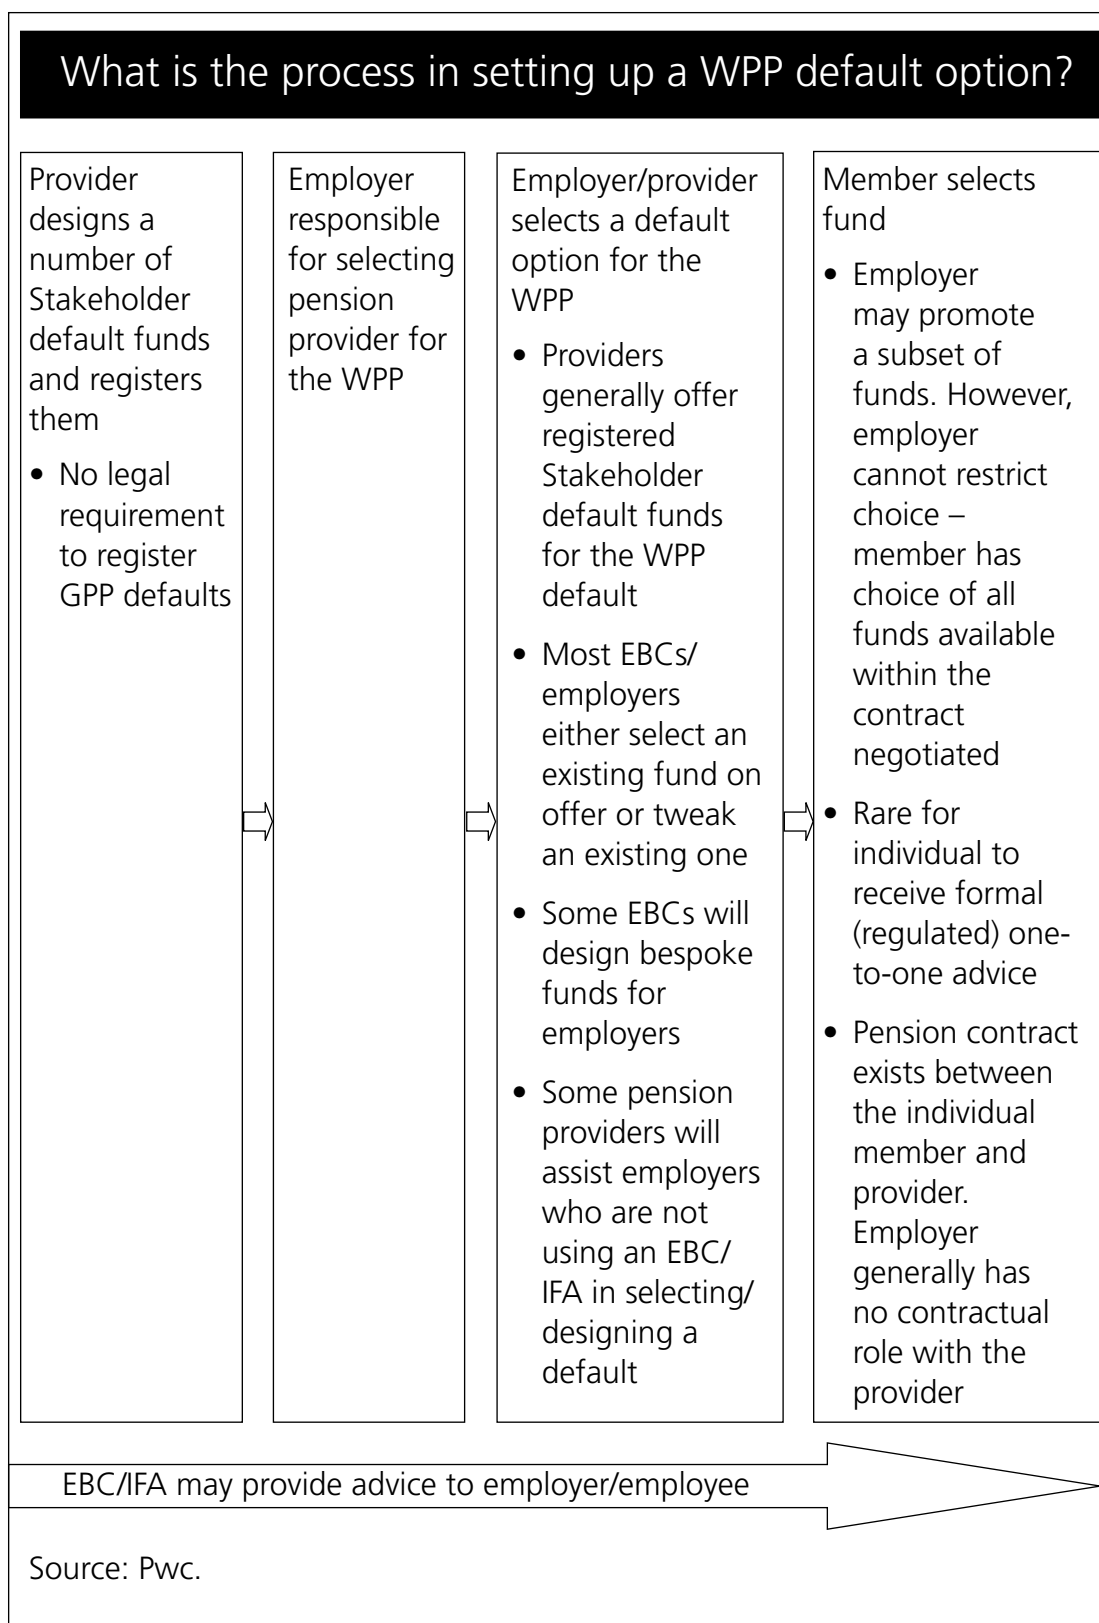 What is the process in setting up a WPP default option?
Provider
designs a
number of
Stakeholder
default funds
and registers
them
• No legal
requirement
to register
GPP defaults
Employer
responsible
for selecting
pension
provider for
the WPP
Employer/provider
selects a default
option for the
WPP
• Providers
generally offer
registered
Stakeholder
default funds
for the WPP
default
• Most EBCs/
employers
either select an
existing fund on
offer or tweak
an existing one
• Some EBCs will
design bespoke
funds for
employers
• Some pension
providers will
assist employers
who are not
using an EBC/
IFA in selecting/
designing a
default
Member selects
fund
• Employer
may promote
a subset of
funds. However,
employer
cannot restrict
choice –
member has
choice of all
funds available
within the
contract
negotiated
• Rare for
individual to
receive formal
(regulated) one-
to-one advice
• Pension contract
exists between
the individual
member and
provider.
Employer
generally has
no contractual
role with the
provider
EBC/IFA may provide advice to employer/employee
Source: Pwc.